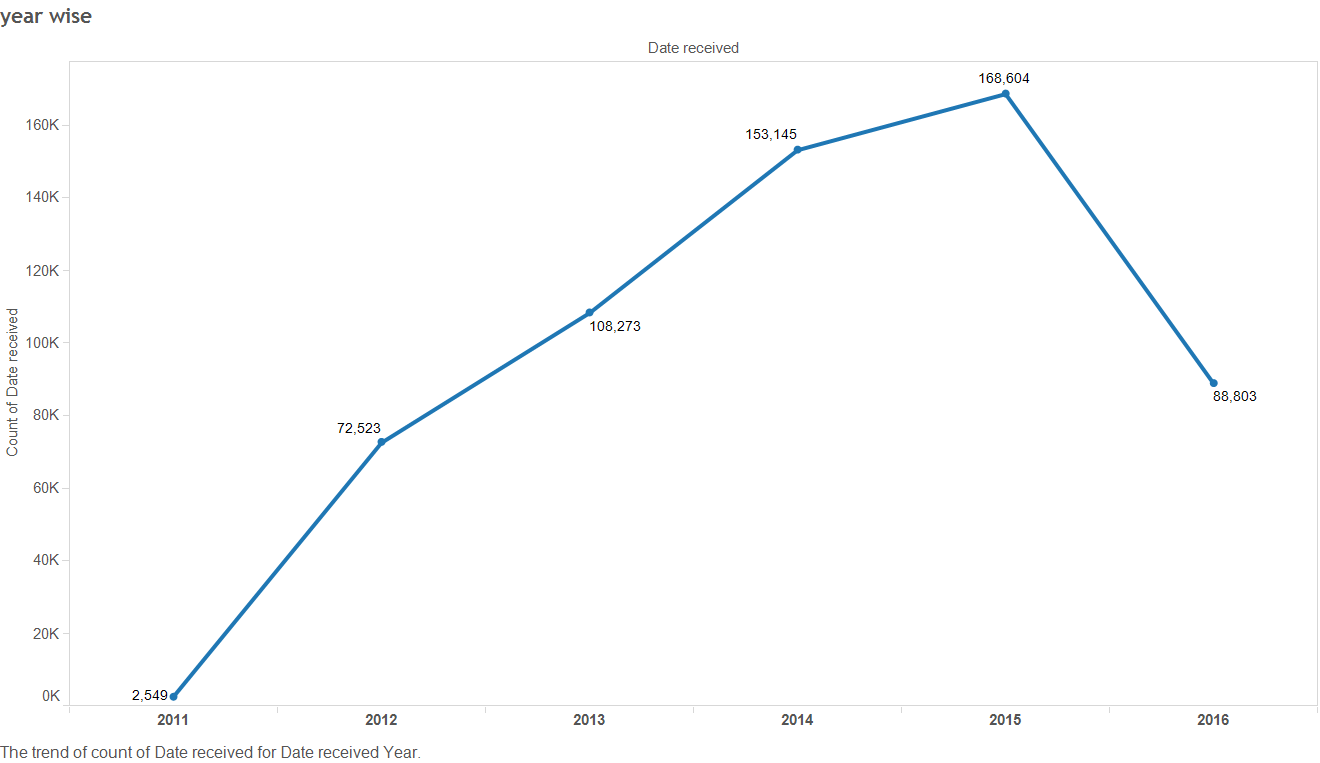 year wise
Date received
168,604
160K
153,145
140K
120K
108,273
100K
Count of Date received
88,803
80K
72,523
60K
40K
20K
0K
2,549
2011 2012 2013 2014 2015 2016
The trend of count of Date received for Date received Year.